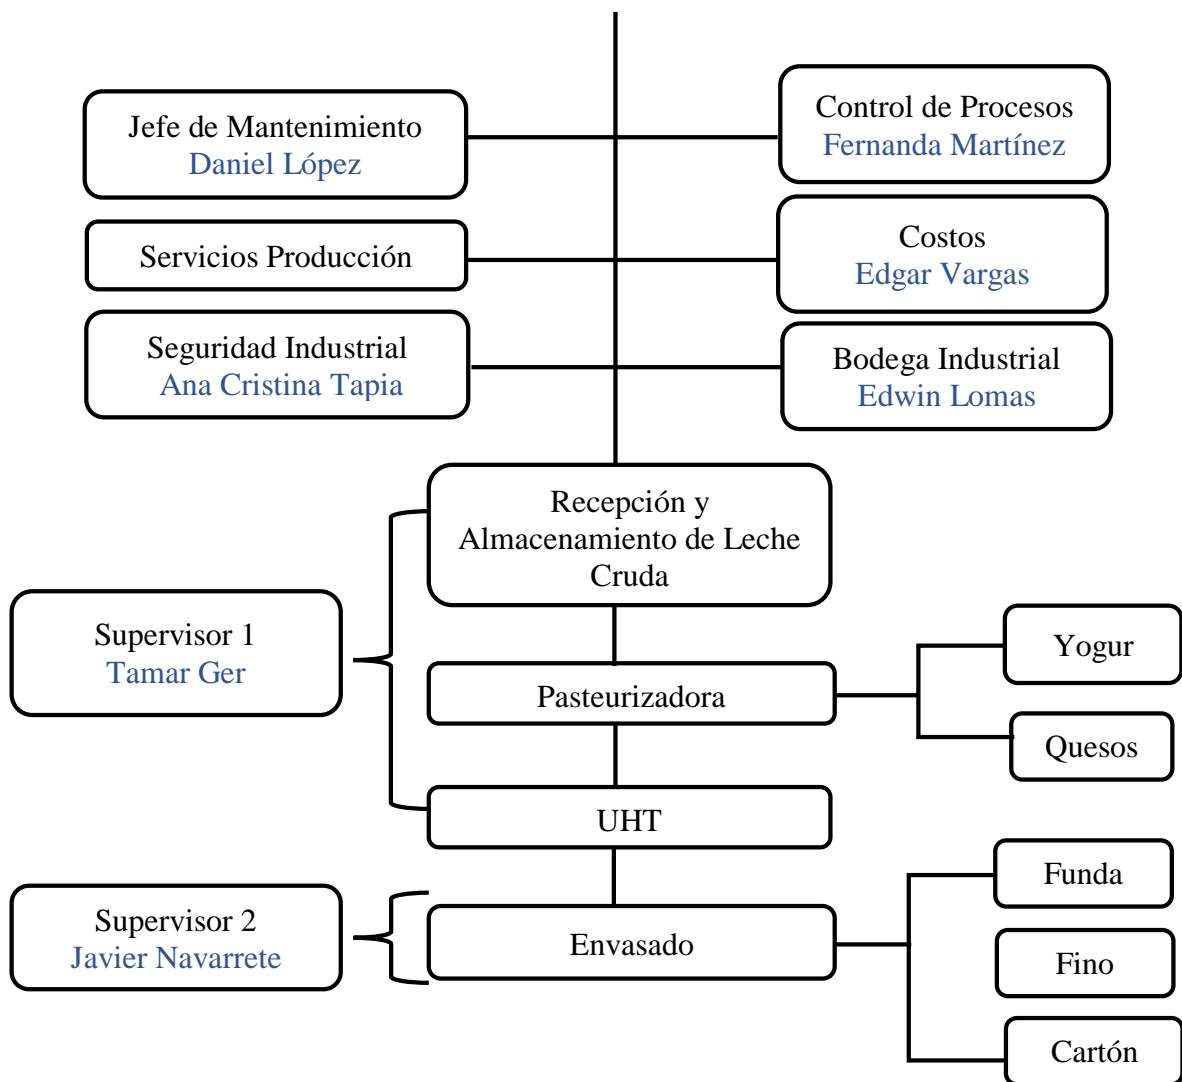 Jefe de Mantenimiento
Daniel López
Control de Procesos
Fernanda Martínez
Servicios Producción
Costos
Edgar Vargas
Seguridad Industrial
Ana Cristina Tapia
Bodega Industrial
Edwin Lomas
Recepción y
Almacenamiento de Leche
Cruda
Supervisor 1
Tamar Ger
Pasteurizadora
Yogur
Quesos
UHT
Supervisor 2
Javier Navarrete
Envasado
Funda
Fino
Cartón